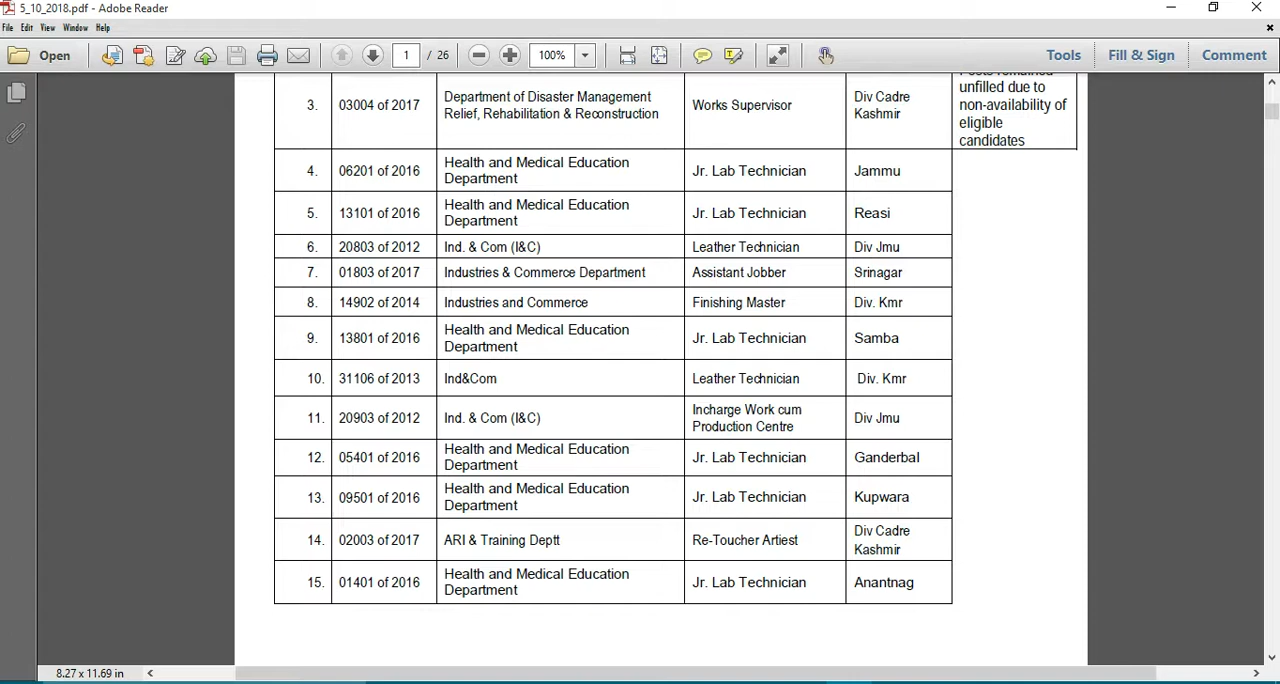 5_10_2018.pdf - Adobe Reader
File Edit View Window Help
Open
1 / 26
100%
Tools Fill & Sign Comment
Posts remained
unfilled due to
non-availability of
eligible
candidates
3. 03004 of 2017 Department of Disaster Management
Relief, Rehabilitation & Reconstruction
Works Supervisor
Div Cadre
Kashmir
4. 06201 of 2016 Health and Medical Education
Department
Jr. Lab Technician Jammu
5. 13101 of 2016 Health and Medical Education
Department
Jr. Lab Technician Reasi
6. 20803 of 2012 Ind. & Com (I&C) Leather Technician Div Jmu
7. 01803 of 2017 Industries & Commerce Department Assistant Jobber Srinagar
8. 14902 of 2014 Industries and Commerce Finishing Master Div. Kmr
9. 13801 of 2016 Health and Medical Education
Department
Jr. Lab Technician Samba
10. 31106 of 2013 Ind&Com Leather Technician Div. Kmr
11. 20903 of 2012 Ind. & Com (I&C) Incharge Work cum
Production Centre
Div Jmu
12. 05401 of 2016 Health and Medical Education
Department
Jr. Lab Technician Ganderbal
13. 09501 of 2016 Health and Medical Education
Department
Jr. Lab Technician Kupwara
14. 02003 of 2017 ARI & Training Deptt Re-Toucher Artiest Div Cadre
Kashmir
15. 01401 of 2016 Health and Medical Education
Department
Jr. Lab Technician Anantnag
8.27 x 11.69 in